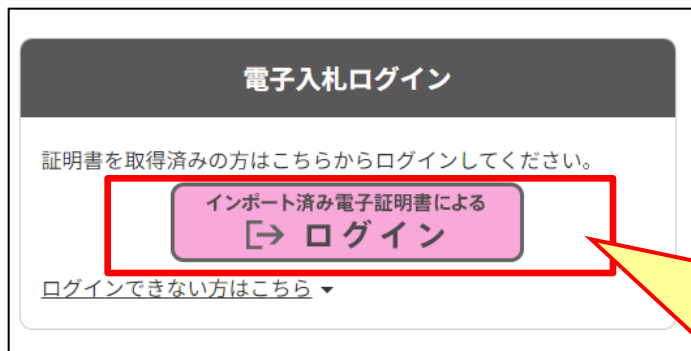 電子入札ログイン
証明書を取得済みの方はこちらからログインしてください。
インポート済み電子証明書による
ログイン
ログインできない方はこちら ▼